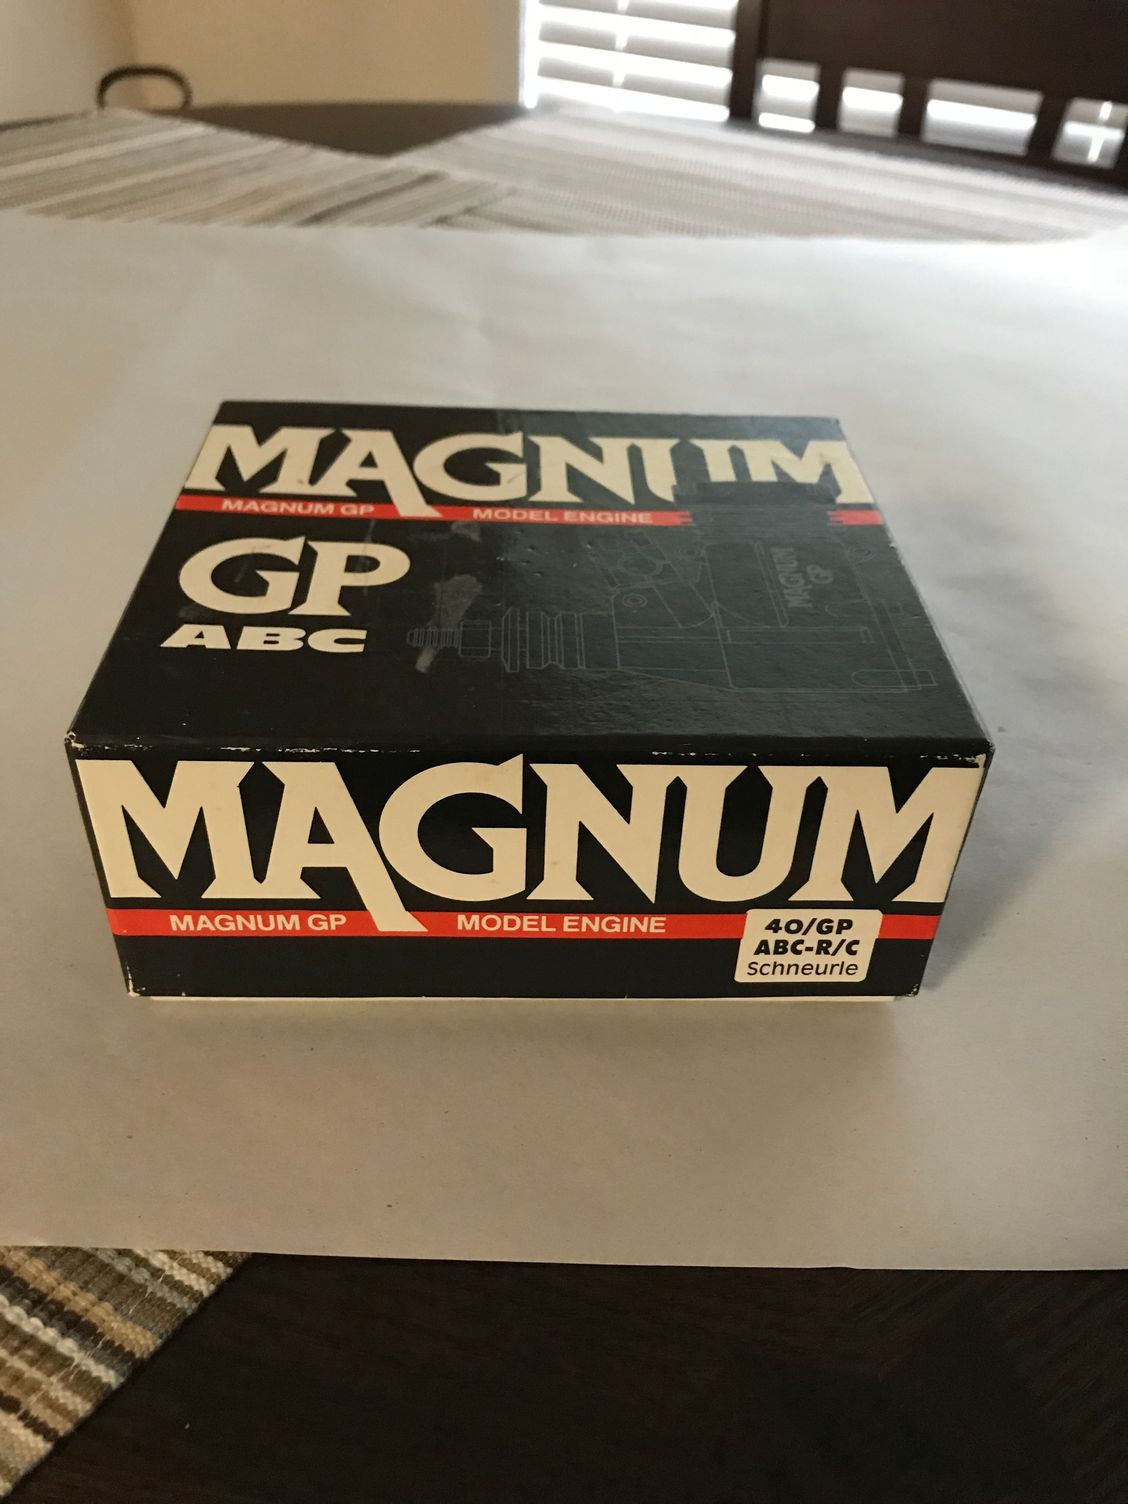 MAGNUM
MAGNUM GP MODEL ENGINE
MAGNUM
GP
GP
ABC
MAGNUM
MAGNUM GP MODEL ENGINE
40/GP
ABC-R/C
Schneurle